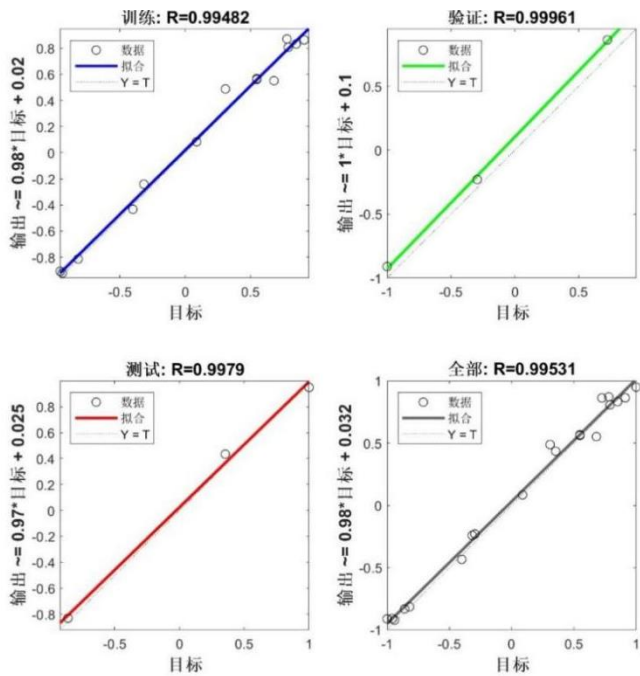 训练: R=0.99482
数据
拟合
Y = T
输出 ~= 0.98*目标 + 0.02
0.8
0.6
0.4
0.2
0
-0.2
-0.4
-0.6
-0.8
-0.5
0
0.5
目标
验证: R=0.99961
数据
拟合
Y = T
输出 ~= 1*目标 + 0.1
0.5
0
-0.5
-1
-1
-0.5
0
0.5
目标
测试: R=0.9979
数据
拟合
Y = T
输出 ~= 0.97*目标 + 0.025
0.8
0.6
0.4
0.2
0
-0.2
-0.4
-0.6
-0.8
-0.5
0
0.5
1
目标
全部: R=0.99531
数据
拟合
Y = T
输出 ~= 0.98*目标 + 0.032
1
0.5
0
-0.5
-1
-1
-0.5
0
0.5
1
目标